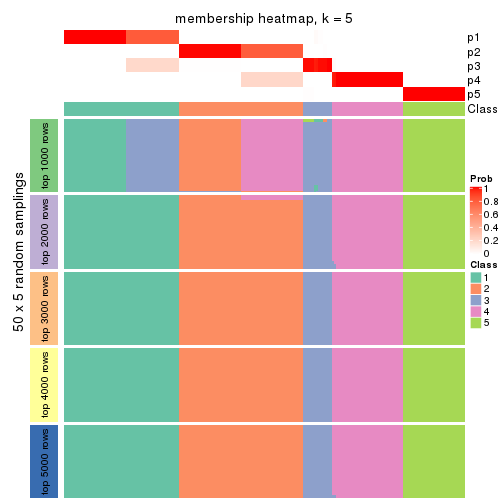 membership heatmap, k = 5
p1
p2
p3
p4
p5
Class
50 x 5 random samplings
top 1000 rows
top 2000 rows
top 3000 rows
top 4000 rows
top 5000 rows
Prob
1
0.8
0.6
0.4
0.2
0
Class
1
2
3
4
5